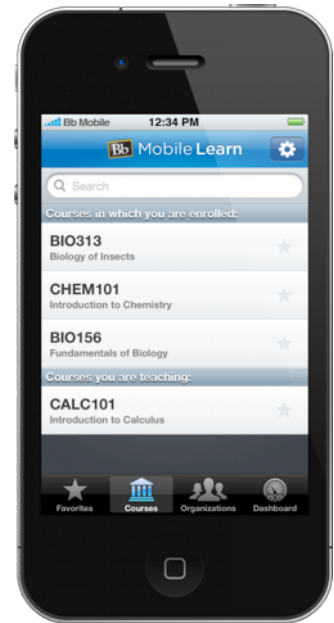 Bb Mobile 12:34 PM
Bb Mobile Learn
Search
Courses in which you are enrolled:
BIO313
Biology of Insects
CHEM101
Introduction to Chemistry
BIO156
Fundamentals of Biology
Courses you are teaching:
CALC101
Introduction to Calculus
Favorites Courses Organizations Dashboard